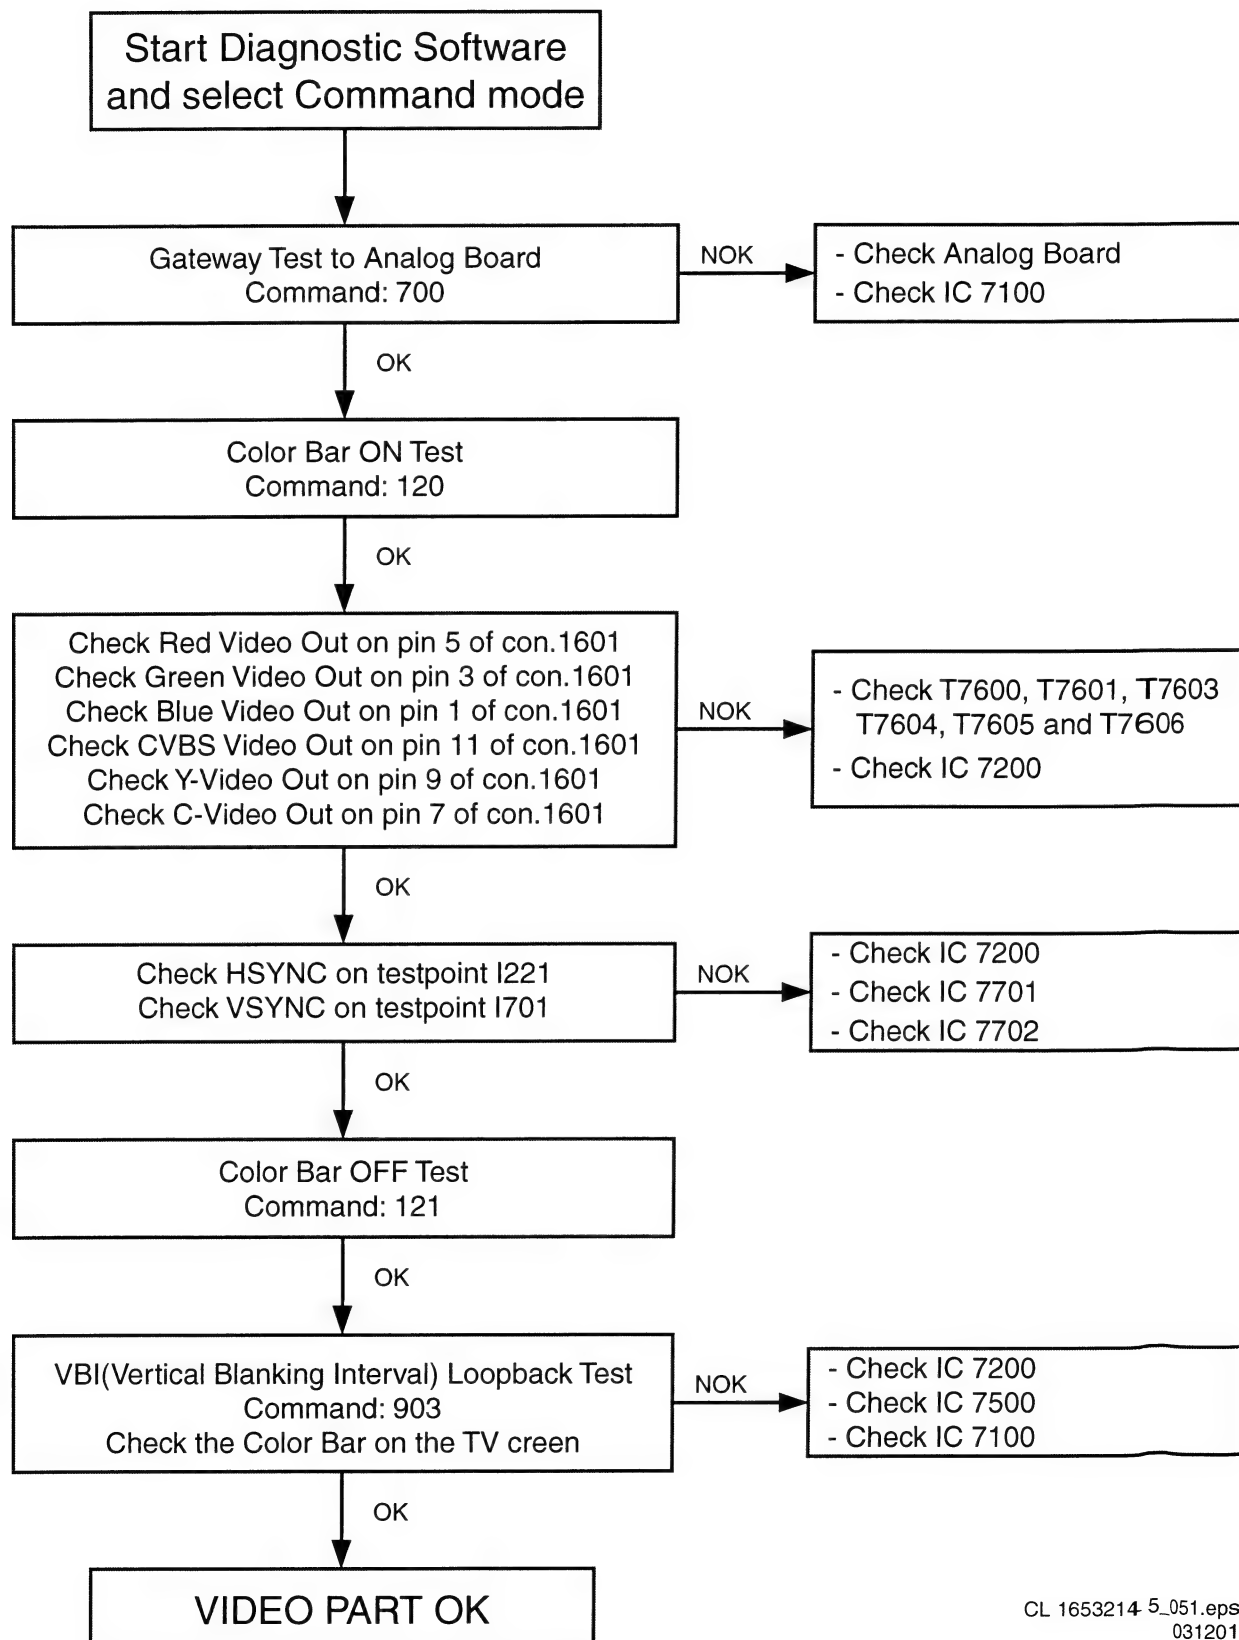 Start Diagnostic Software
and select Command mode
Gateway Test to Analog Board
Command: 700
NOK
- Check Analog Board
- Check IC 7100
OK
Color Bar ON Test
Command: 120
OK
Check Red Video Out on pin 5 of con.1601
Check Green Video Out on pin 3 of con.1601
Check Blue Video Out on pin 1 of con.1601
Check CVBS Video Out on pin 11 of con.1601
Check Y-Video Out on pin 9 of con.1601
Check C-Video Out on pin 7 of con.1601
NOK
- Check T7600, T7601, T7603
T7604, T7605 and T7606
- Check IC 7200
OK
Check HSYNC on testpoint I221
Check VSYNC on testpoint I701
NOK
- Check IC 7200
- Check IC 7701
- Check IC 7702
OK
Color Bar OFF Test
Command: 121
OK
VBI(Vertical Blanking Interval) Loopback Test
Command: 903
Check the Color Bar on the TV creen
NOK
- Check IC 7200
- Check IC 7500
- Check IC 7100
OK
VIDEO PART OK
CL 1653214 5_051.eps
031201